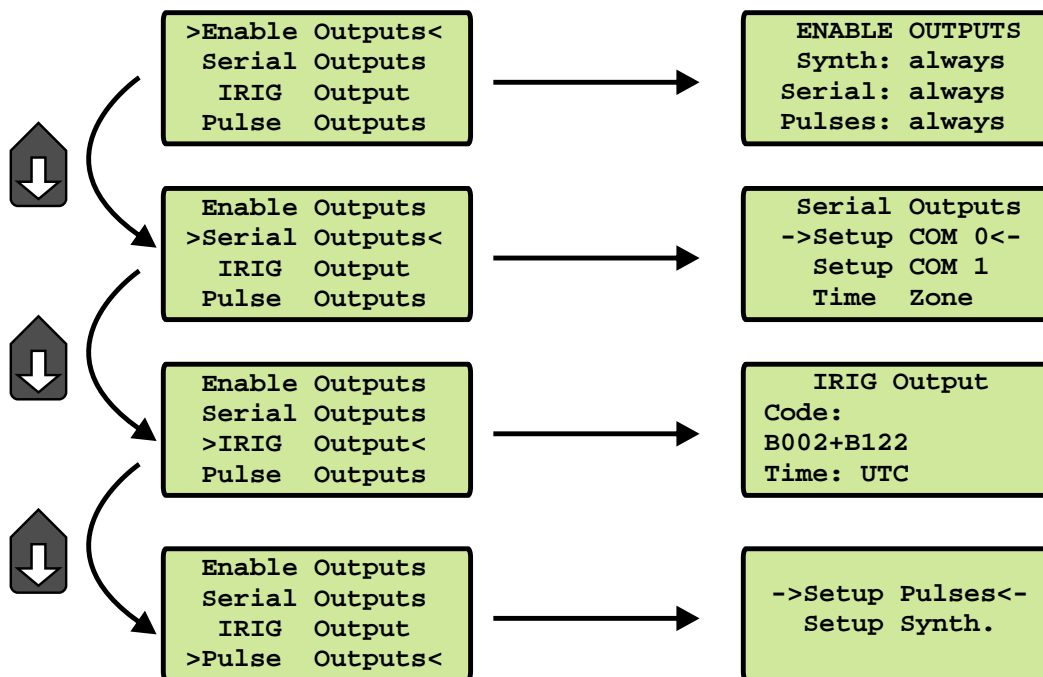 >Enable Outputs<
Serial Outputs
IRIG Output
Pulse Outputs
ENABLE OUTPUTS
Synth: always
Serial: always
Pulses: always
Enable Outputs
>Serial Outputs<
IRIG Output
Pulse Outputs
Serial Outputs
->Setup COM 0<-
Setup COM 1
Time Zone
Enable Outputs
Serial Outputs
>IRIG Output<
Pulse Outputs
IRIG Output
Code:
B002+B122
Time: UTC
Enable Outputs
Serial Outputs
IRIG Output
>Pulse Outputs<
->Setup Pulses<-
Setup Synth.